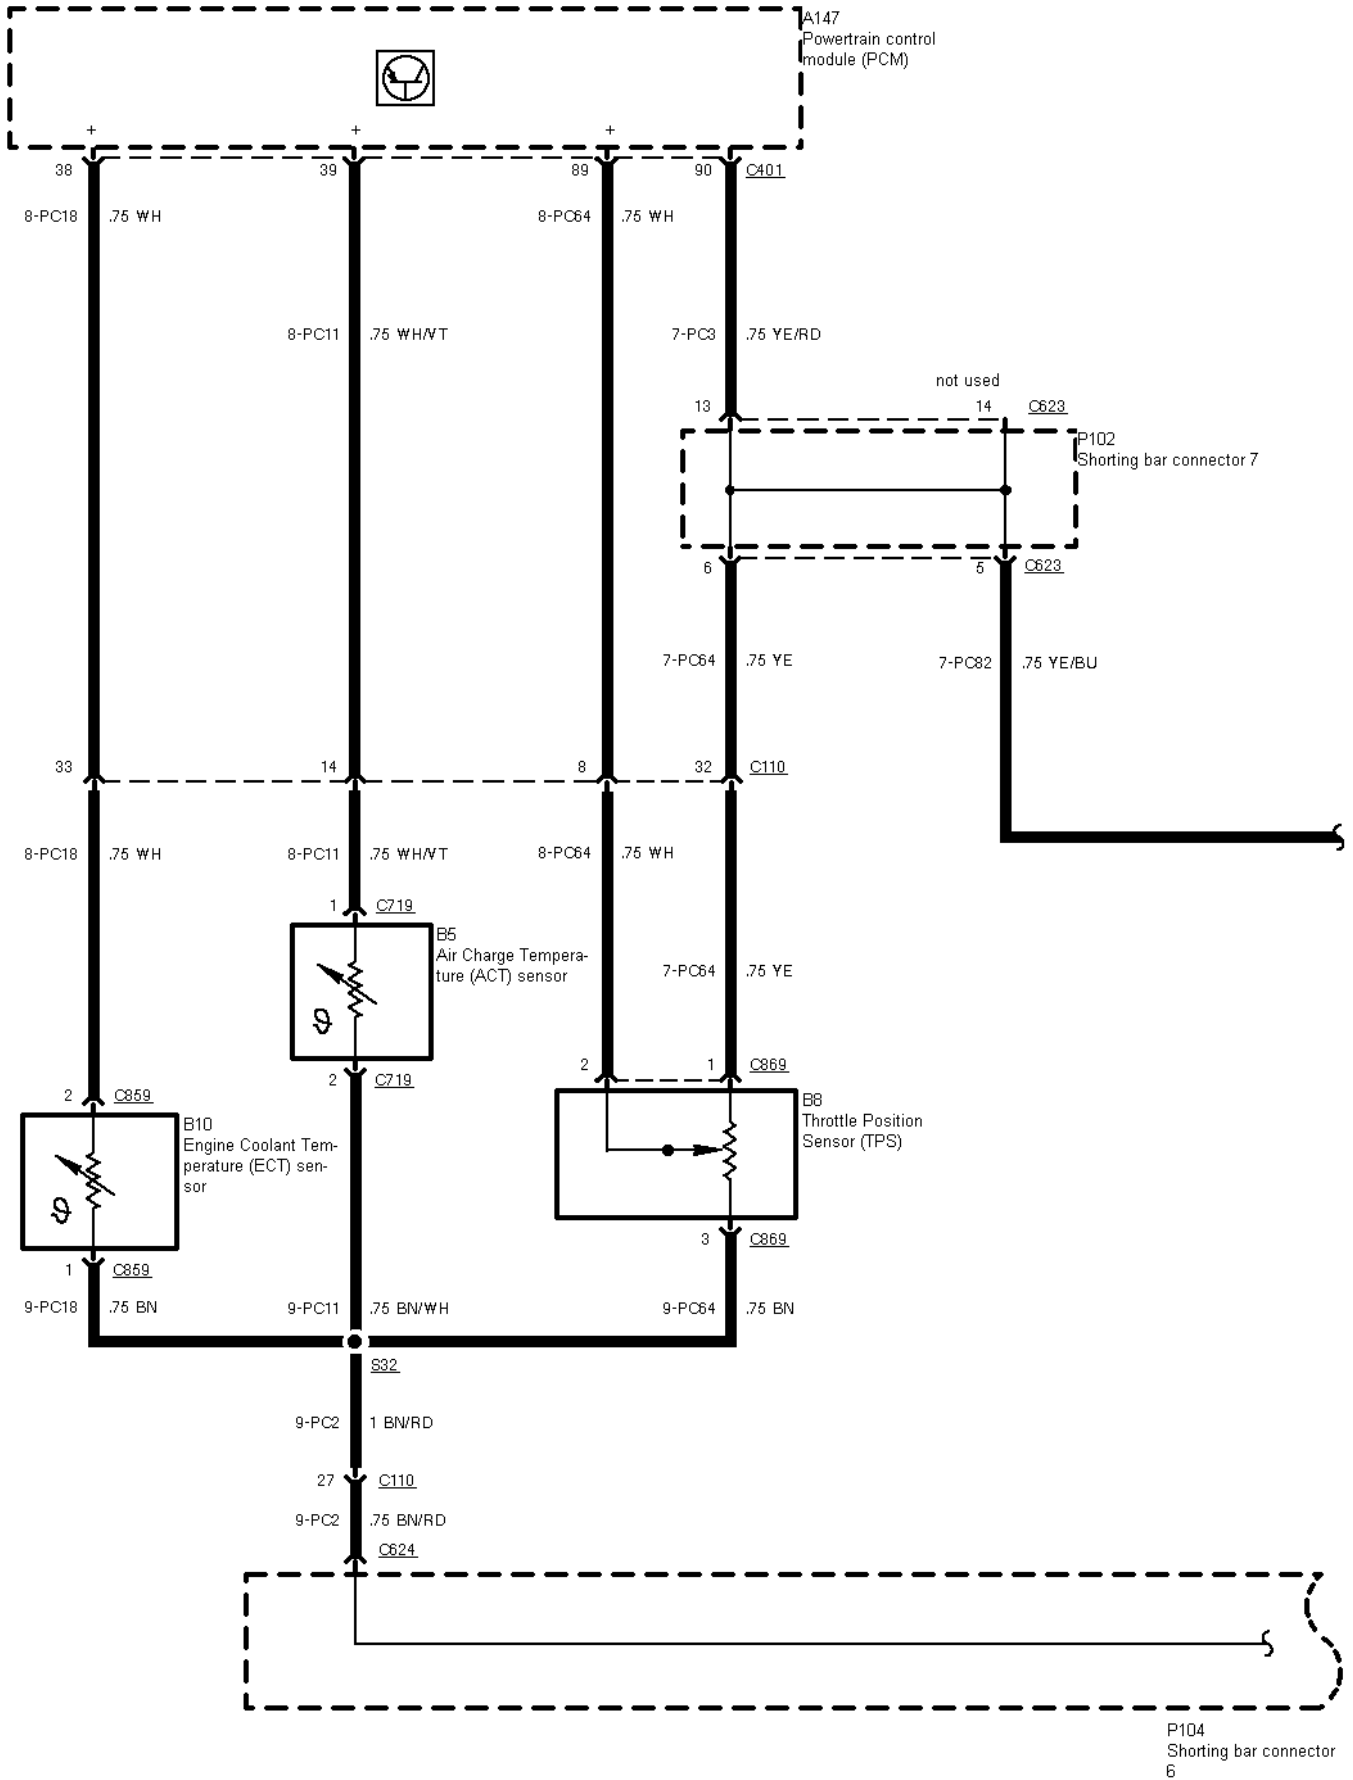 A147
Powertrain control
module (PCM)
+ + +
38 39 89 90 C401
8-PC18 .75 WH 8-PC64 .75 WH
8-PC11 .75 WH/VT 7-PC3 .75 YE/RD
not used
13 14 C623
P102
Shorting bar connector 7
6 5 C623
7-PC64 .75 YE 7-PC82 .75 YE/BU
33 14 8 32 C110
8-PC18 .75 WH 8-PC11 .75 WH/VT 8-PC64 .75 WH
1 C719
B5
Air Charge Tempera-
ture (ACT) sensor
7-PC64 .75 YE
ϑ
2 C719
2 1 C869
2 C859
B8
Throttle Position
Sensor (TPS)
B10
Engine Coolant Tem-
perature (ECT) sen-
sor
ϑ
3 C869
1 C859
9-PC18 .75 BN 9-PC11 .75 BN/WH 9-PC64 .75 BN
S32
9-PC2 1 BN/RD
27 C110
9-PC2 .75 BN/RD
C624
P104
Shorting bar connector
6